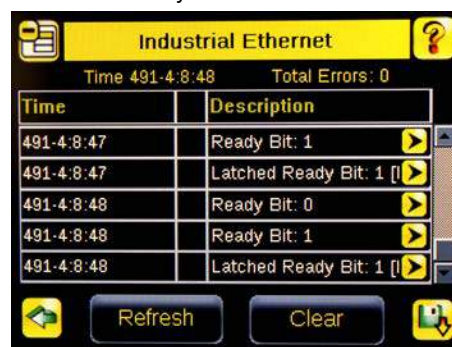 Industrial Ethernet
Time 491-4:8:48 Total Errors: 0
Time Description
491-4:8:47 Ready Bit: 1
491-4:8:47 Latched Ready Bit: 1 [
491-4:8:48 Ready Bit: 0
491-4:8:48 Ready Bit: 1
491-4:8:48 Latched Ready Bit: 1 [
Refresh Clear